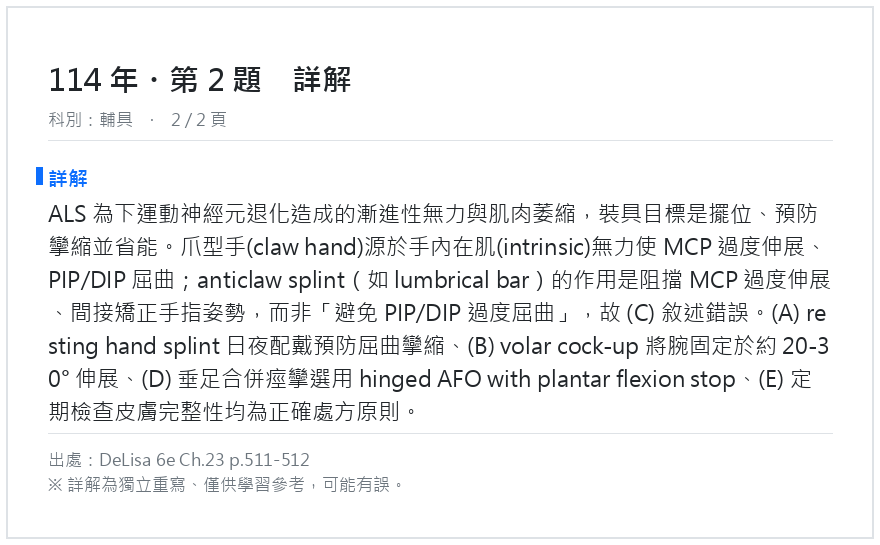 114 年・第 2 題　詳解
科別：輔具　·　2 / 2 頁
詳解
ALS 為下運動神經元退化造成的漸進性無力與肌肉萎縮，裝具目標是擺位、預防
攣縮並省能。爪型手(claw hand)源於手內在肌(intrinsic)無力使 MCP 過度伸展、
PIP/DIP 屈曲；anticlaw splint（如 lumbrical bar）的作用是阻擋 MCP 過度伸展
、間接矯正手指姿勢，而非「避免 PIP/DIP 過度屈曲」，故 (C) 敘述錯誤。(A) re
sting hand splint 日夜配戴預防屈曲攣縮、(B) volar cock-up 將腕固定於約 20-3
0° 伸展、(D) 垂足合併痙攣選用 hinged AFO with plantar flexion stop、(E) 定
期檢查皮膚完整性均為正確處方原則。
出處：DeLisa 6e Ch.23 p.511-512
※ 詳解為獨立重寫、僅供學習參考，可能有誤。